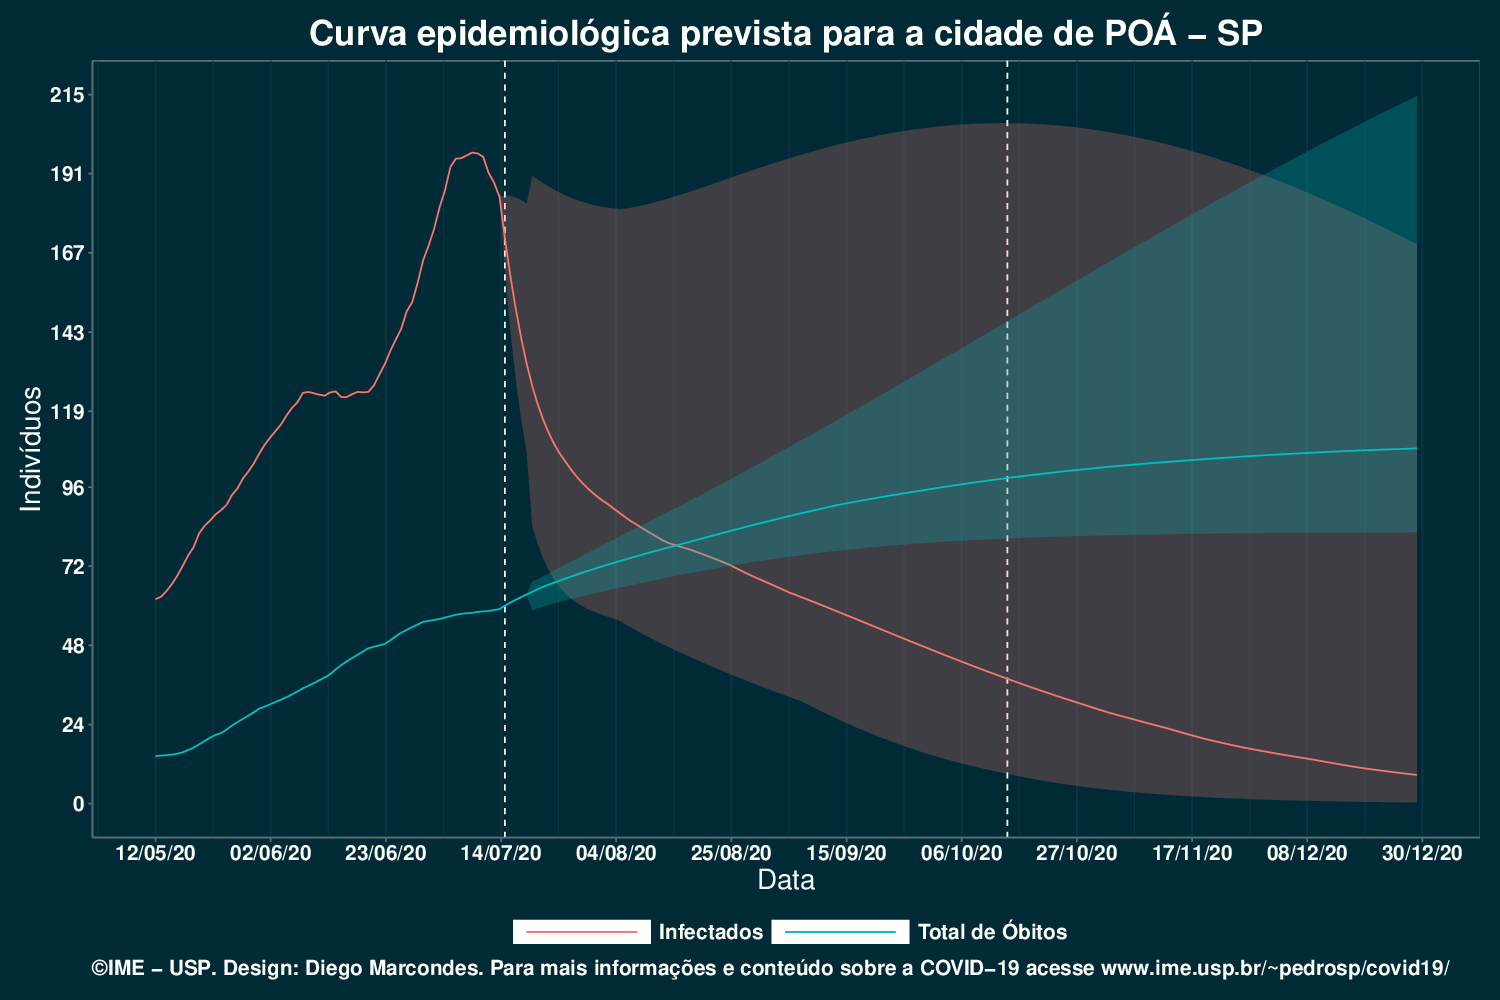 Curva epidemiológica prevista para a cidade de POÁ – SP
215
191
167
143
119
96
72
48
24
0
Indivíduos
12/05/20 02/06/20 23/06/20 14/07/20 04/08/20 25/08/20 15/09/20 06/10/20 27/10/20 17/11/20 08/12/20 30/12/20
Data
Infectados Total de Óbitos
©IME – USP. Design: Diego Marcondes. Para mais informações e conteúdo sobre a COVID–19 acesse www.ime.usp.br/~pedrosp/covid19/